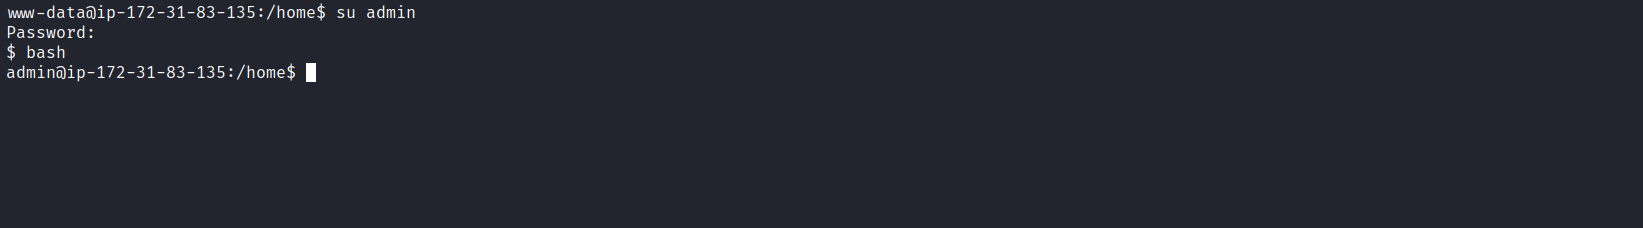 www-data@ip-172-31-83-135:/home$ su admin
Password:
$ bash
admin@ip-172-31-83-135:/home$